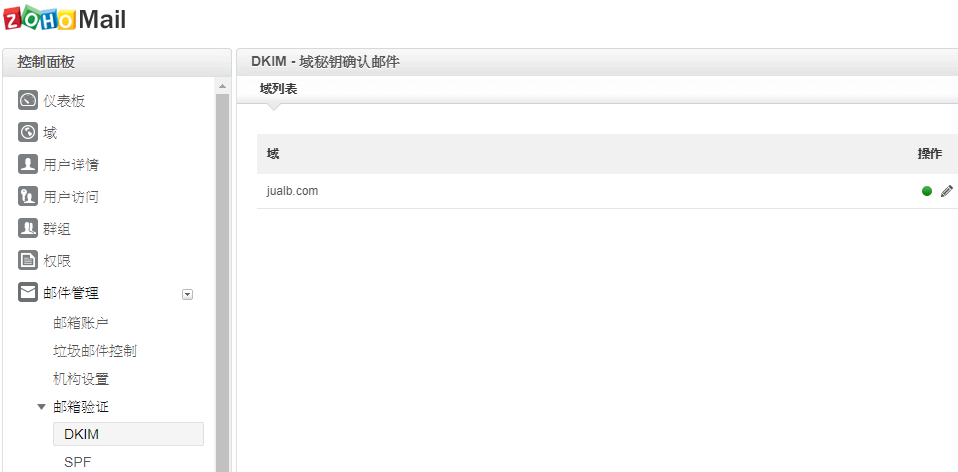 ZOHO Mail
控制面板
仪表板
域
用户详情
用户访问
群组
权限
邮件管理
邮箱账户
垃圾邮件控制
机构设置
邮箱验证
DKIM
SPF
DKIM - 域秘钥确认邮件
域列表
域 操作
jualb.com